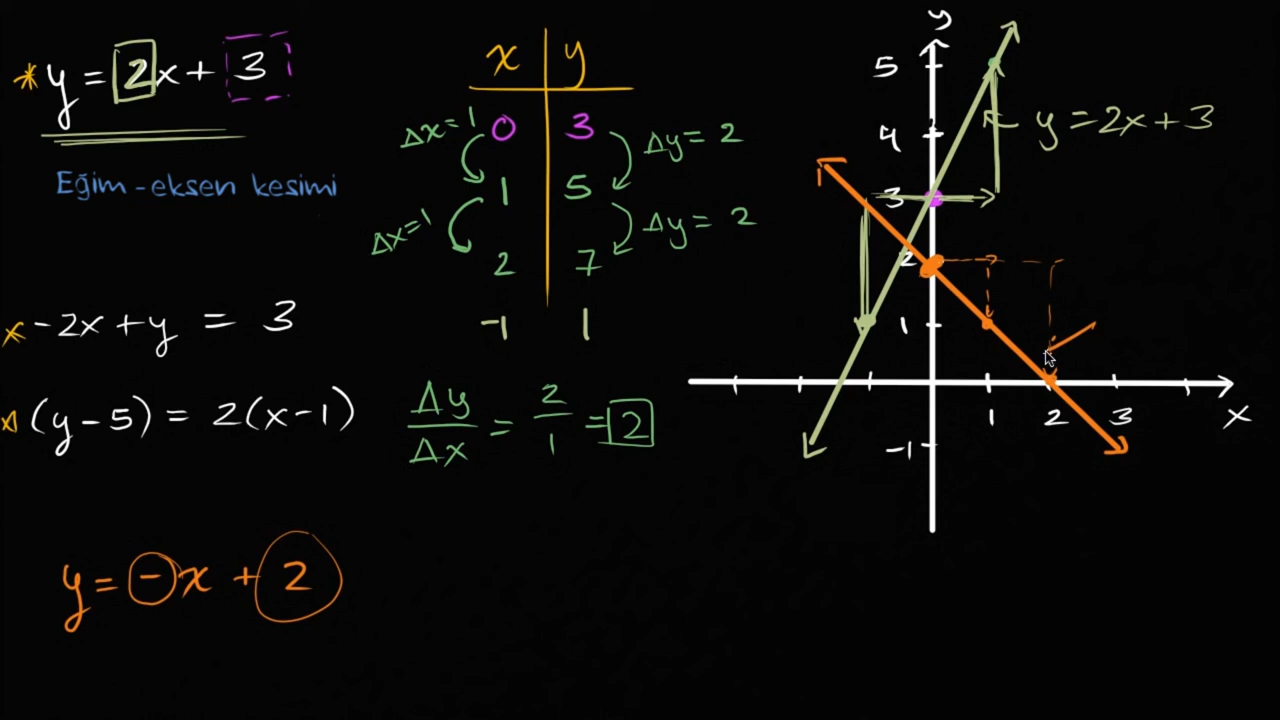 * y = 2x + 3
Eğim-eksen kesimi
x -2x + y = 3
x (y - 5) = 2(x - 1)
y = -x + 2
x y
Δx=1 0 3 Δy = 2
1 5
Δx=1 Δy = 2
2 7
-1 1
Δy/Δx = 2/1 = 2
y
5
y = 2x + 3
4
3
2
1
1 2 3 x
-1